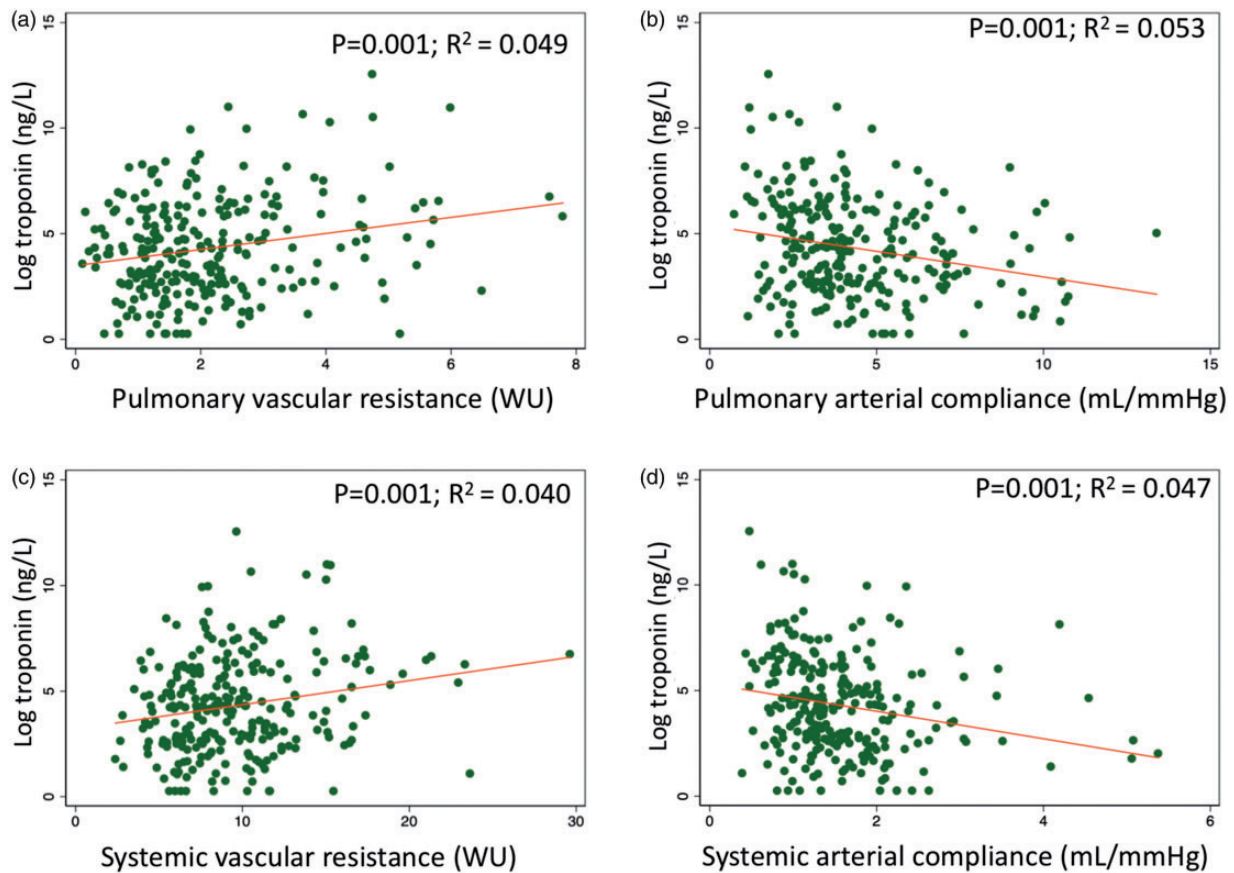 (a)
P=0.001; R² = 0.049
Log troponin (ng/L)
15
10
5
0
0 2 4 6 8
Pulmonary vascular resistance (WU)
(b)
P=0.001; R² = 0.053
Log troponin (ng/L)
15
10
5
0
0 5 10 15
Pulmonary arterial compliance (mL/mmHg)
(c)
P=0.001; R² = 0.040
Log troponin (ng/L)
15
10
5
0
0 10 20 30
Systemic vascular resistance (WU)
(d)
P=0.001; R² = 0.047
Log troponin (ng/L)
15
10
5
0
0 2 4 6
Systemic arterial compliance (mL/mmHg)